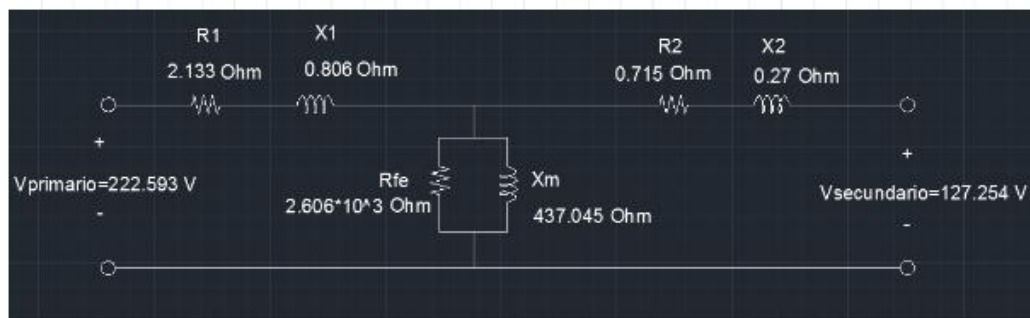 R1
X1
2.133 Ohm
0.806 Ohm
R2
X2
0.715 Ohm
0.27 Ohm
+
Vprimario=222.593 V
-
Rfe
2.606*10^3 Ohm
Xm
437.045 Ohm
+
Vsecundario=127.254 V
-